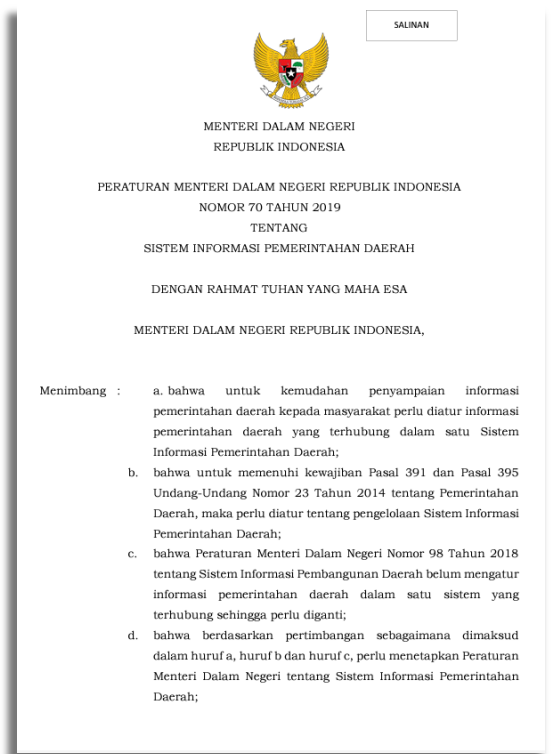 SALINAN
MENTERI DALAM NEGERI
REPUBLIK INDONESIA
PERATURAN MENTERI DALAM NEGERI REPUBLIK INDONESIA
NOMOR 70 TAHUN 2019
TENTANG
SISTEM INFORMASI PEMERINTAHAN DAERAH
DENGAN RAHMAT TUHAN YANG MAHA ESA
MENTERI DALAM NEGERI REPUBLIK INDONESIA,
Menimbang : a. bahwa untuk kemudahan penyampaian informasi
pemerintahan daerah kepada masyarakat perlu diatur informasi
pemerintahan daerah yang terhubung dalam satu Sistem
Informasi Pemerintahan Daerah;
b. bahwa untuk memenuhi kewajiban Pasal 391 dan Pasal 395
Undang-Undang Nomor 23 Tahun 2014 tentang Pemerintahan
Daerah, maka perlu diatur tentang pengelolaan Sistem Informasi
Pemerintahan Daerah;
c. bahwa Peraturan Menteri Dalam Negeri Nomor 98 Tahun 2018
tentang Sistem Informasi Pembangunan Daerah belum mengatur
informasi pemerintahan daerah dalam satu sistem yang
terhubung sehingga perlu diganti;
d. bahwa berdasarkan pertimbangan sebagaimana dimaksud
dalam huruf a, huruf b dan huruf c, perlu menetapkan Peraturan
Menteri Dalam Negeri tentang Sistem Informasi Pemerintahan
Daerah;